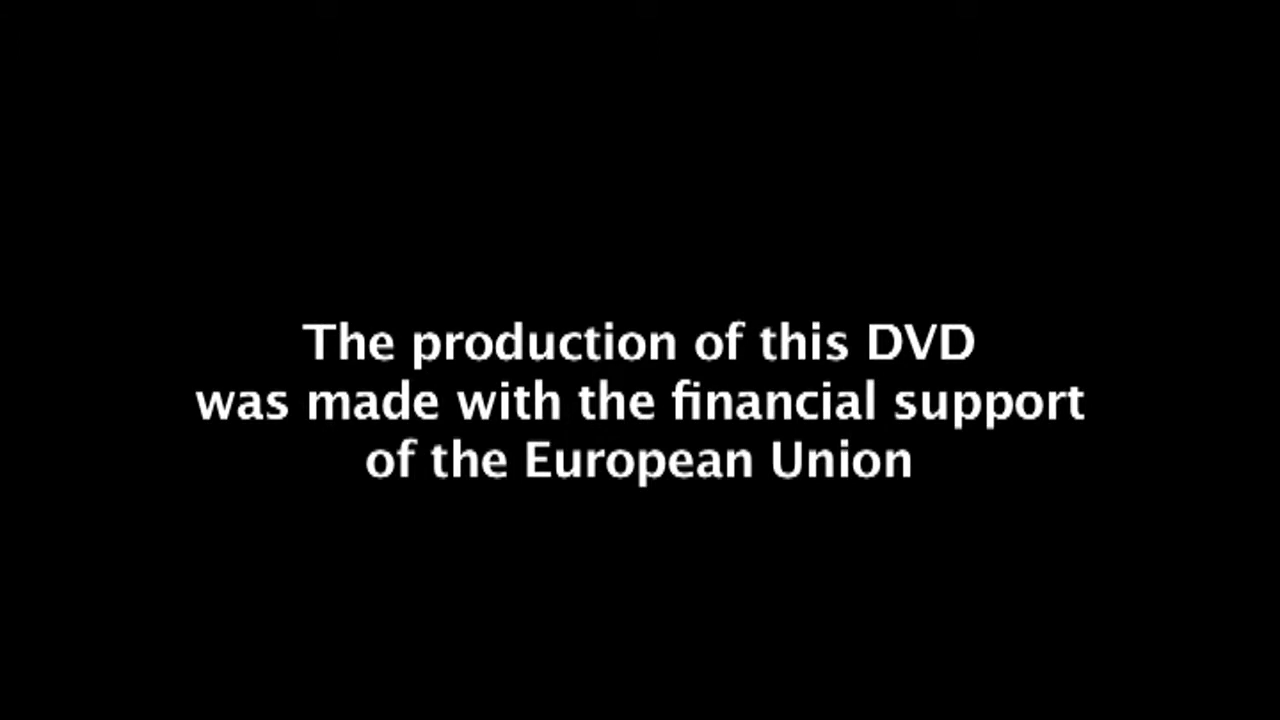 The production of this DVD
was made with the financial support
of the European Union